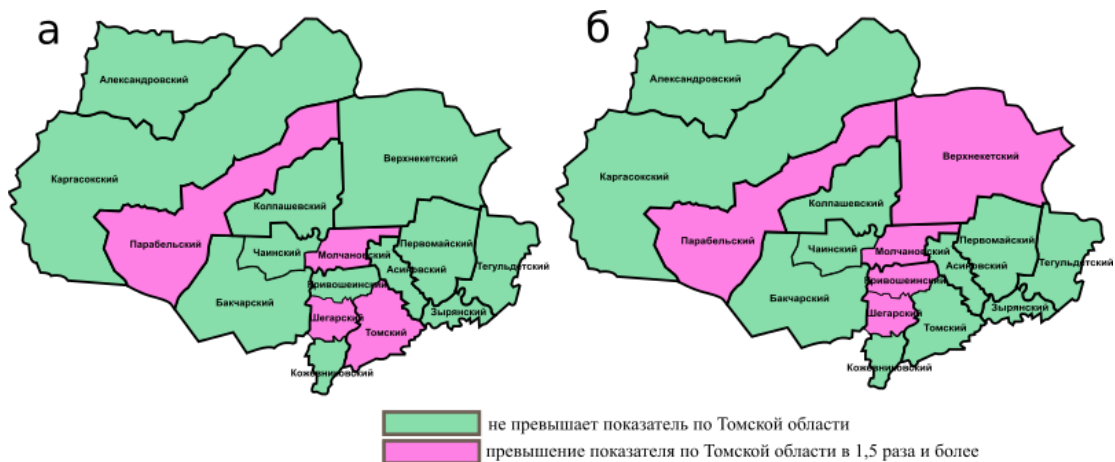 а
Александровский
Каргасокский
Верхнекетский
Колпашевский
Парабельский
Чаинский
Молчановский
Первомайский
Асиновский
Тегульдетский
Бакчарский
Кривошеинский
Зырянский
Шегарский
Томский
Кожевниковский
б
Александровский
Верхнекетский
Каргасокский
Колпашевский
Парабельский
Чаинский
Молчановский
Первомайский
Асиновский
Тегульдетский
Бакчарский
Кривошеинский
Зырянский
Шегарский
Томский
Кожевниковский
не превышает показатель по Томской области
превышение показателя по Томской области в 1,5 раза и более